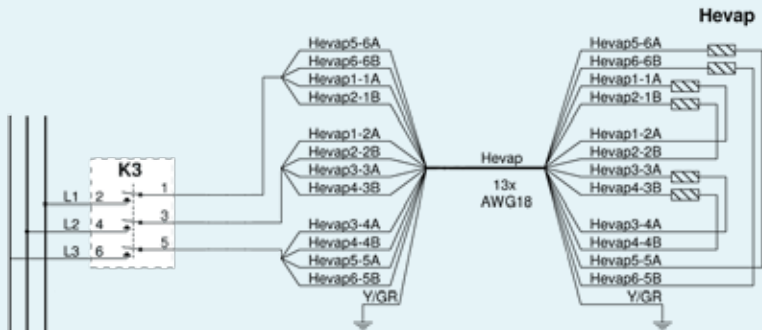 Hevap
Hevap5-6A
Hevap6-6B
Hevap1-1A
Hevap2-1B
Hevap1-2A
Hevap2-2B
Hevap3-3A
Hevap4-3B
Hevap3-4A
Hevap4-4B
Hevap5-5A
Hevap6-5B
Y/GR
K3
L1 2 1
L2 4 3
L3 6 5
Hevap
13x
AWG18
Hevap5-6A
Hevap6-6B
Hevap1-1A
Hevap2-1B
Hevap1-2A
Hevap2-2B
Hevap3-3A
Hevap4-3B
Hevap3-4A
Hevap4-4B
Hevap5-5A
Hevap6-5B
Y/GR